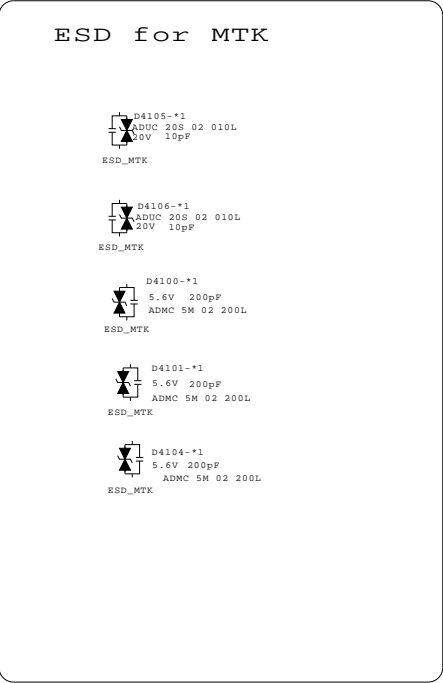 ESD for MTK
D4105-*1
ADUC 20S 02 010L
20V 10pF
ESD_MTK
D4106-*1
ADUC 20S 02 010L
20V 10pF
ESD_MTK
D4100-*1
5.6V 200pF
ADMC 5M 02 200L
ESD_MTK
D4101-*1
5.6V 200pF
ADMC 5M 02 200L
ESD_MTK
D4104-*1
5.6V 200pF
ADMC 5M 02 200L
ESD_MTK